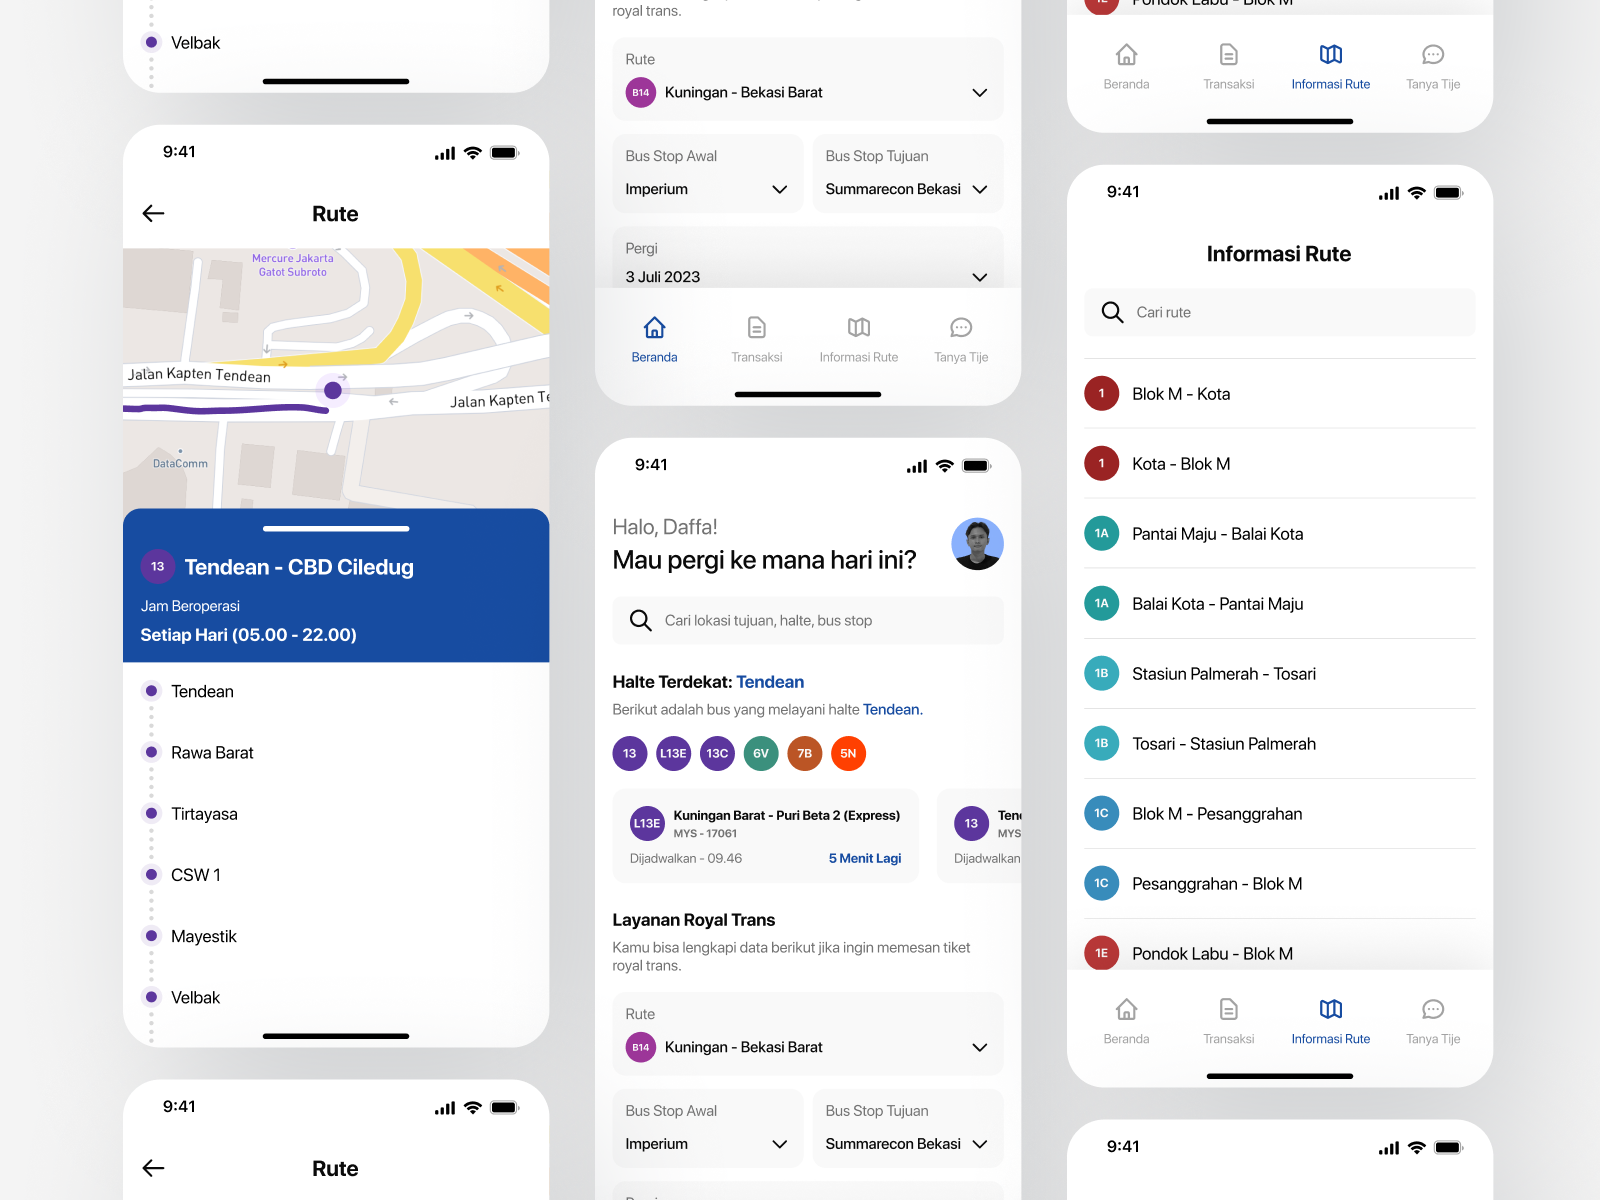 Velbak
9:41
Rute
Mercure Jakarta
Gatot Subroto
Jalan Kapten Tendean
Jalan Kapten Te
DataComm
13
Tendean - CBD Ciledug
Jam Beroperasi
Setiap Hari (05.00 - 22.00)
Tendean
Rawa Barat
Tirtayasa
CSW 1
Mayestik
Velbak
9:41
Rute
royal trans.
Rute
B14
Kuningan - Bekasi Barat
Bus Stop Awal
Imperium
Bus Stop Tujuan
Summarecon Bekasi
Pergi
3 Juli 2023
Beranda
Transaksi
Informasi Rute
Tanya Tije
9:41
Halo, Daffa!
Mau pergi ke mana hari ini?
Cari lokasi tujuan, halte, bus stop
Halte Terdekat: Tendean
Berikut adalah bus yang melayani halte Tendean.
13 L13E 13C 6V 7B 5N
L13E
Kuningan Barat - Puri Beta 2 (Express)
MYS - 17061
Dijadwalkan - 09.46
5 Menit Lagi
13
Tend
MYS
Dijadwalkan
Layanan Royal Trans
Kamu bisa lengkapi data berikut jika ingin memesan tiket
royal trans.
Rute
B14
Kuningan - Bekasi Barat
Bus Stop Awal
Imperium
Bus Stop Tujuan
Summarecon Bekasi
1E
Pondok Labu - Blok M
Beranda
Transaksi
Informasi Rute
Tanya Tije
9:41
Informasi Rute
Cari rute
1
Blok M - Kota
1
Kota - Blok M
1A
Pantai Maju - Balai Kota
1A
Balai Kota - Pantai Maju
1B
Stasiun Palmerah - Tosari
1B
Tosari - Stasiun Palmerah
1C
Blok M - Pesanggrahan
1C
Pesanggrahan - Blok M
1E
Pondok Labu - Blok M
Beranda
Transaksi
Informasi Rute
Tanya Tije
9:41